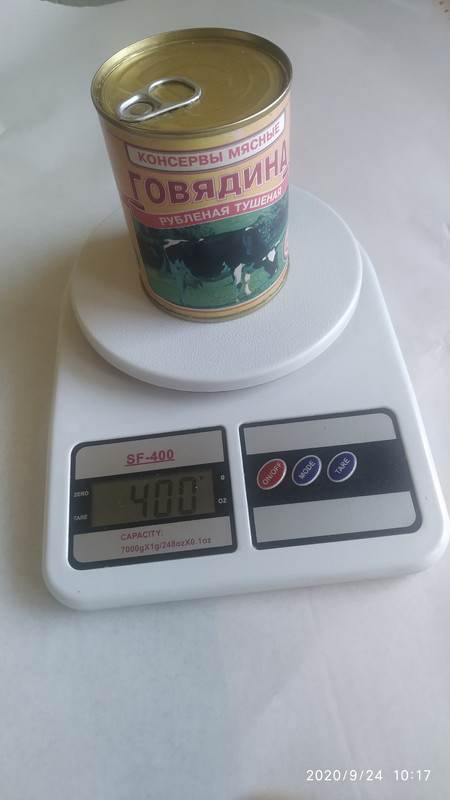 КОНСЕРВЫ МЯСНЫЕ
ГОВЯДИНА
РУБЛЕНАЯ ТУШЕНАЯ
SF-400
ZERO
TARE
400
g
OZ
CAPACITY:
7000gX1g/248ozX0.1oz
ON/OFF
MODE
TARE
2020/9/24 10:17